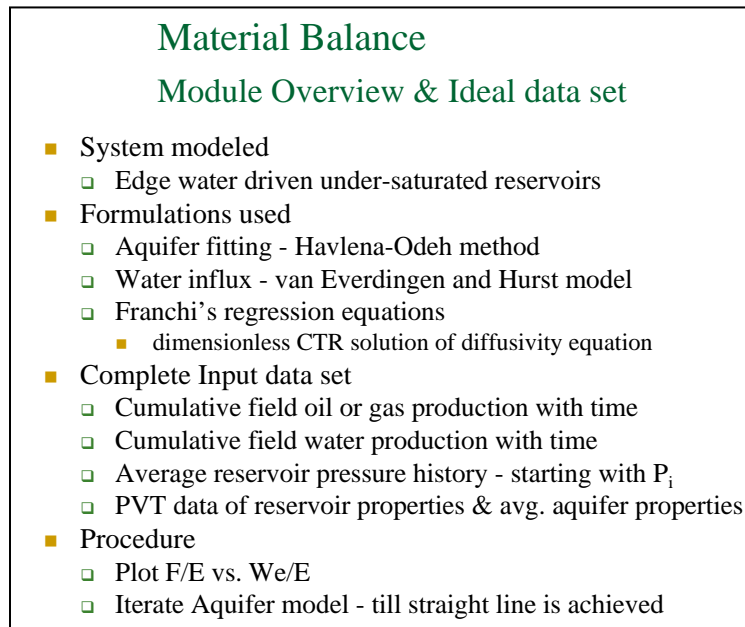 Material Balance
Module Overview & Ideal data set
System modeled
Edge water driven under-saturated reservoirs
Formulations used
Aquifer fitting - Havlena-Odeh method
Water influx - van Everdingen and Hurst model
Franchi's regression equations
dimensionless CTR solution of diffusivity equation
Complete Input data set
Cumulative field oil or gas production with time
Cumulative field water production with time
Average reservoir pressure history - starting with Pi
PVT data of reservoir properties & avg. aquifer properties
Procedure
Plot F/E vs. We/E
Iterate Aquifer model - till straight line is achieved